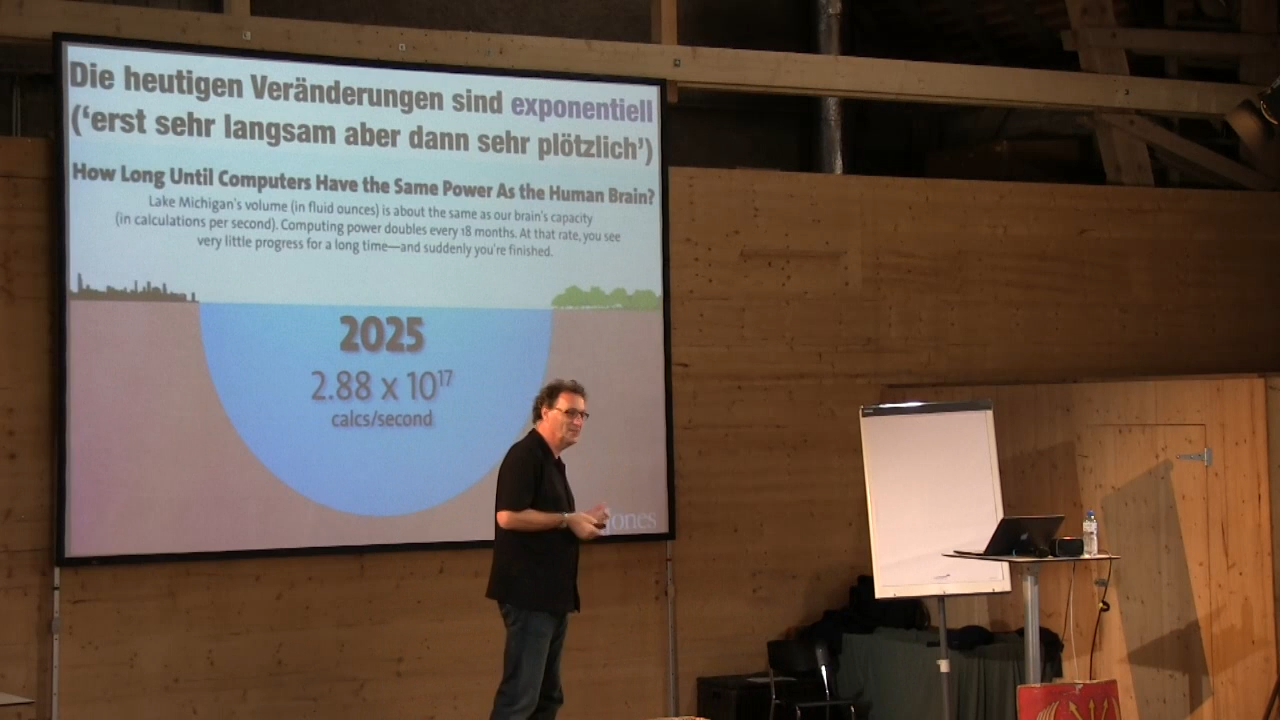 Die heutigen Veränderungen sind exponentiell
(‘erst sehr langsam aber dann sehr plötzlich’)
How Long Until Computers Have the Same Power As the Human Brain?
Lake Michigan's volume (in fluid ounces) is about the same as our brain's capacity
(in calculations per second). Computing power doubles every 18 months. At that rate, you see
very little progress for a long time—and suddenly you're finished.
2025
2.88 x 10¹⁷
calcs/second